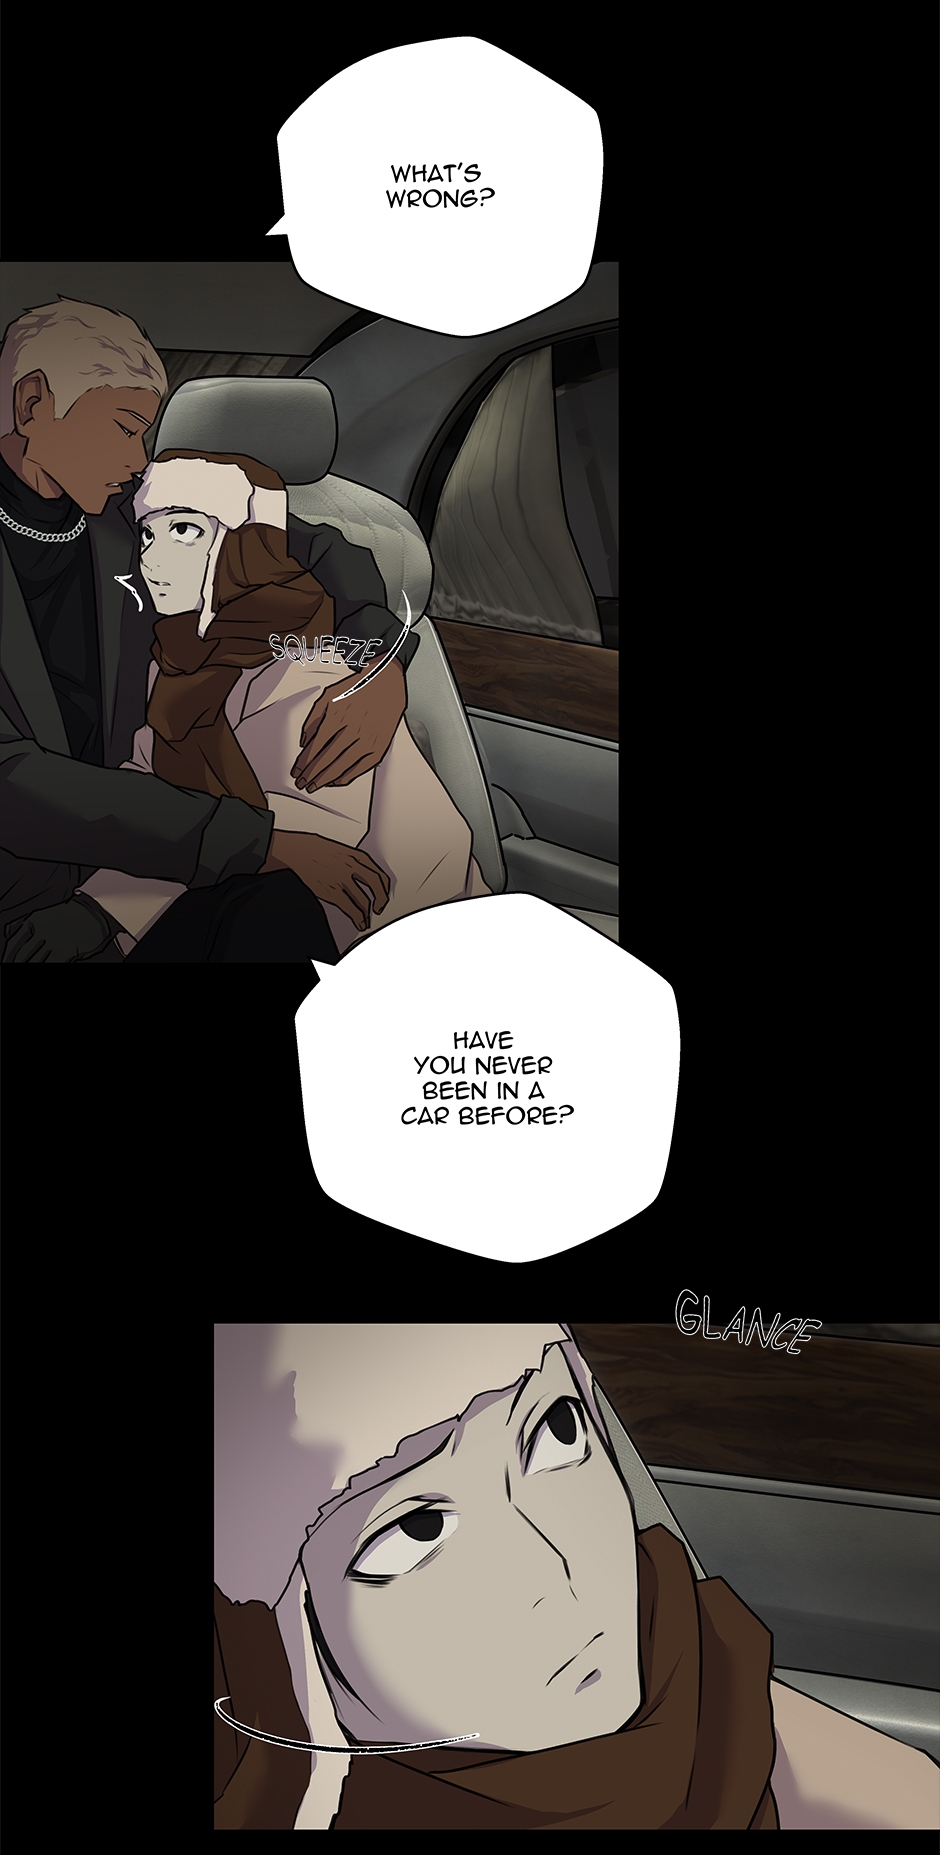 WHAT'S
WRONG?
SQUEEZE
HAVE
YOU NEVER
BEEN IN A
CAR BEFORE?
GLANCE